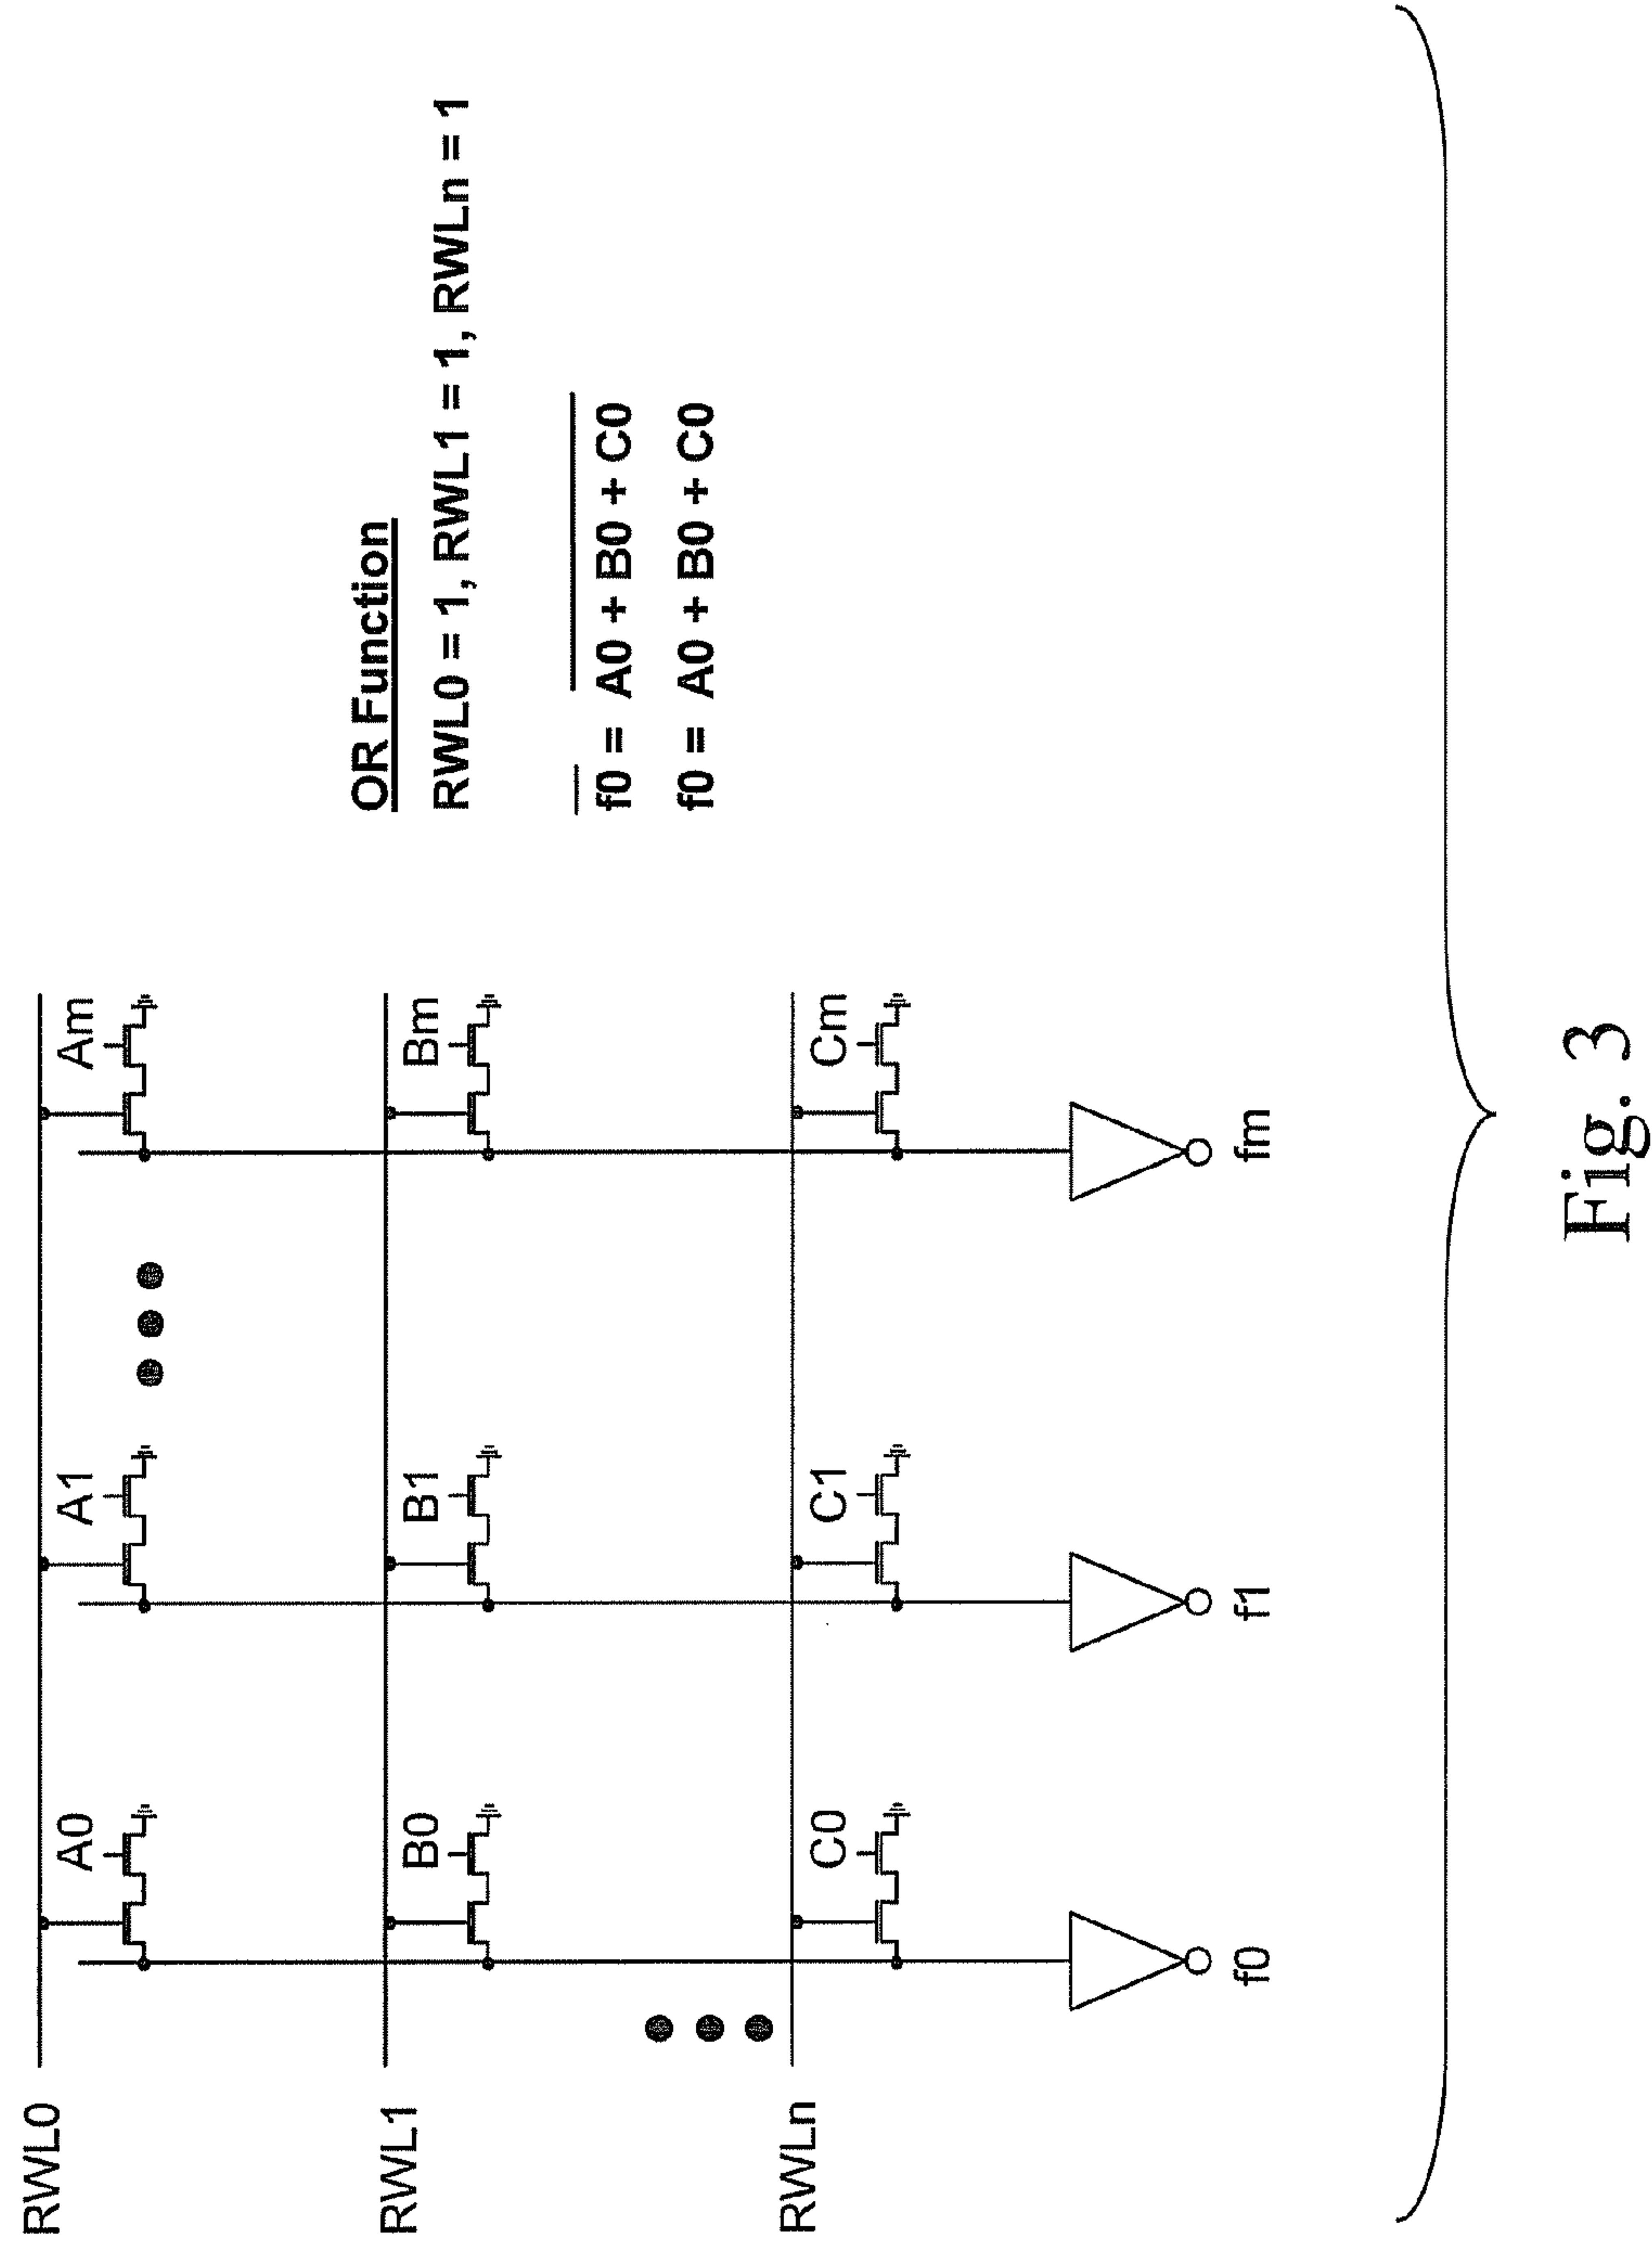 RWL0
A0
A1
Am
RWL1
B0
B1
Bm
RWLn
C0
C1
Cm
f0
f1
fm
OR Function
RWL0 = 1, RWL1 = 1, RWLn = 1
f0 = A0 + B0 + C0
f0 = A0 + B0 + C0
Fig. 3